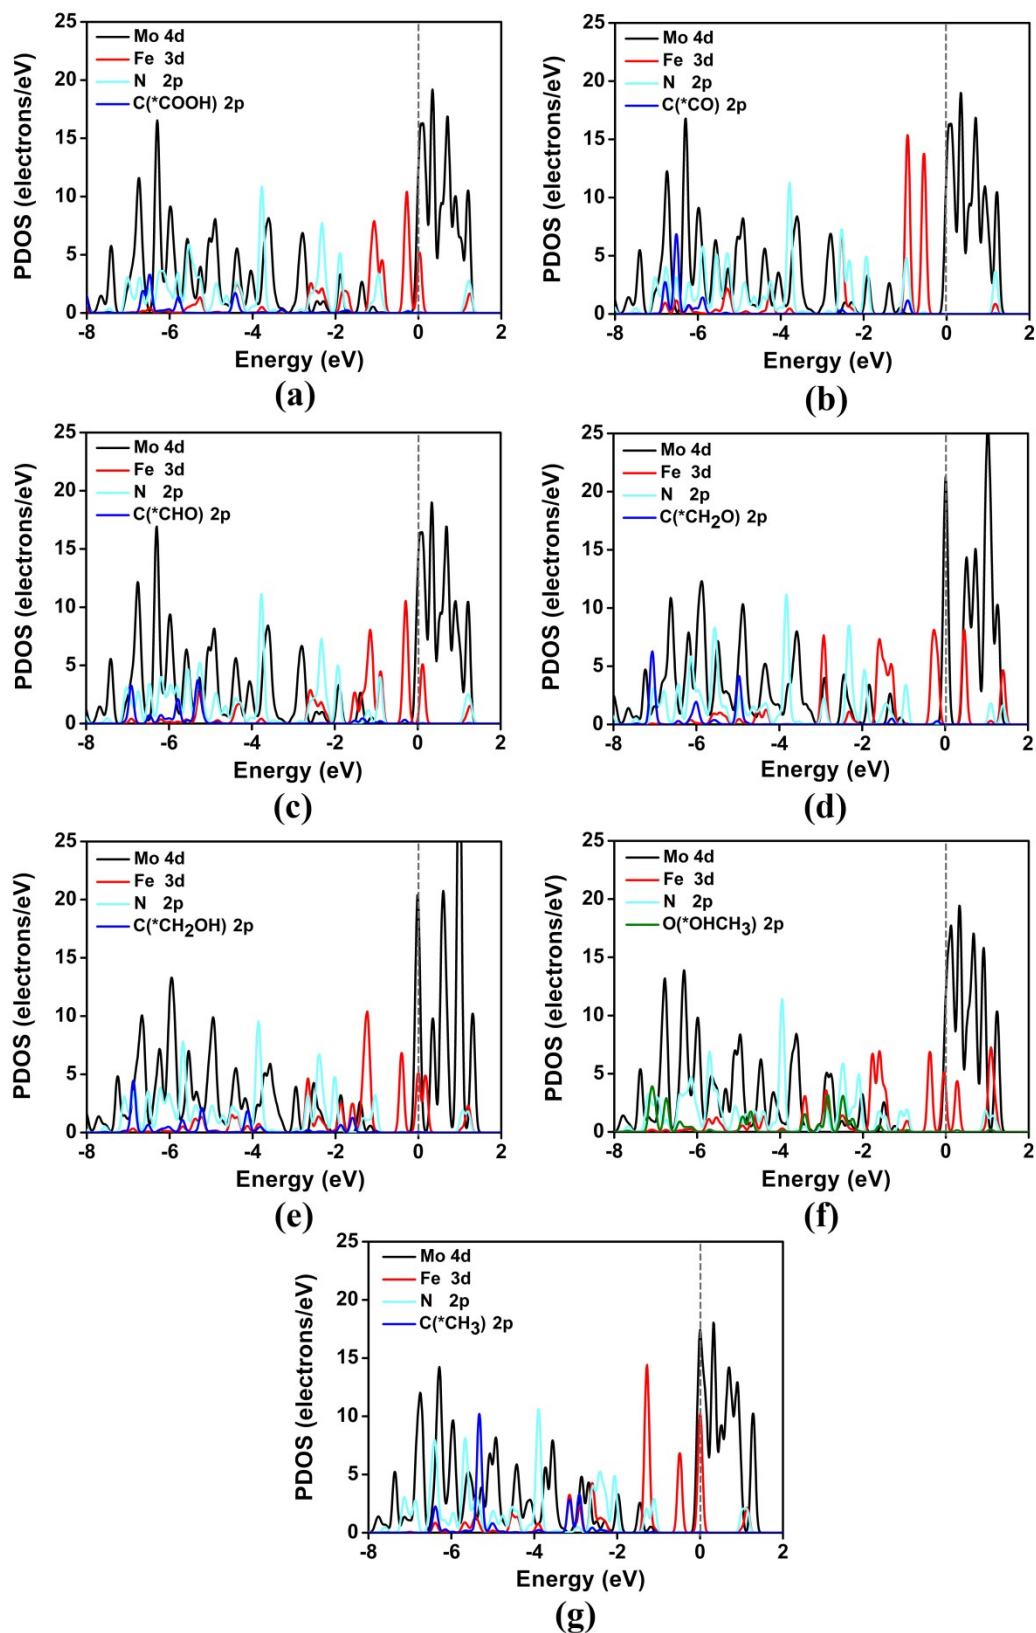 PDOS (electrons/eV)
25
20
15
10
5
0
Mo 4d
Fe 3d
N 2p
C(*COOH) 2p
-8 -6 -4 -2 0 2
Energy (eV)
(a)
PDOS (electrons/eV)
25
20
15
10
5
0
Mo 4d
Fe 3d
N 2p
C(*CO) 2p
-8 -6 -4 -2 0 2
Energy (eV)
(b)
PDOS (electrons/eV)
25
20
15
10
5
0
Mo 4d
Fe 3d
N 2p
C(*CHO) 2p
-8 -6 -4 -2 0 2
Energy (eV)
(c)
PDOS (electrons/eV)
25
20
15
10
5
0
Mo 4d
Fe 3d
N 2p
C(*CH₂O) 2p
-8 -6 -4 -2 0 2
Energy (eV)
(d)
PDOS (electrons/eV)
25
20
15
10
5
0
Mo 4d
Fe 3d
N 2p
C(*CH₂OH) 2p
-8 -6 -4 -2 0 2
Energy (eV)
(e)
PDOS (electrons/eV)
25
20
15
10
5
0
Mo 4d
Fe 3d
N 2p
O(*OHCH₃) 2p
-8 -6 -4 -2 0 2
Energy (eV)
(f)
PDOS (electrons/eV)
25
20
15
10
5
0
Mo 4d
Fe 3d
N 2p
C(*CH₃) 2p
-8 -6 -4 -2 0 2
Energy (eV)
(g)